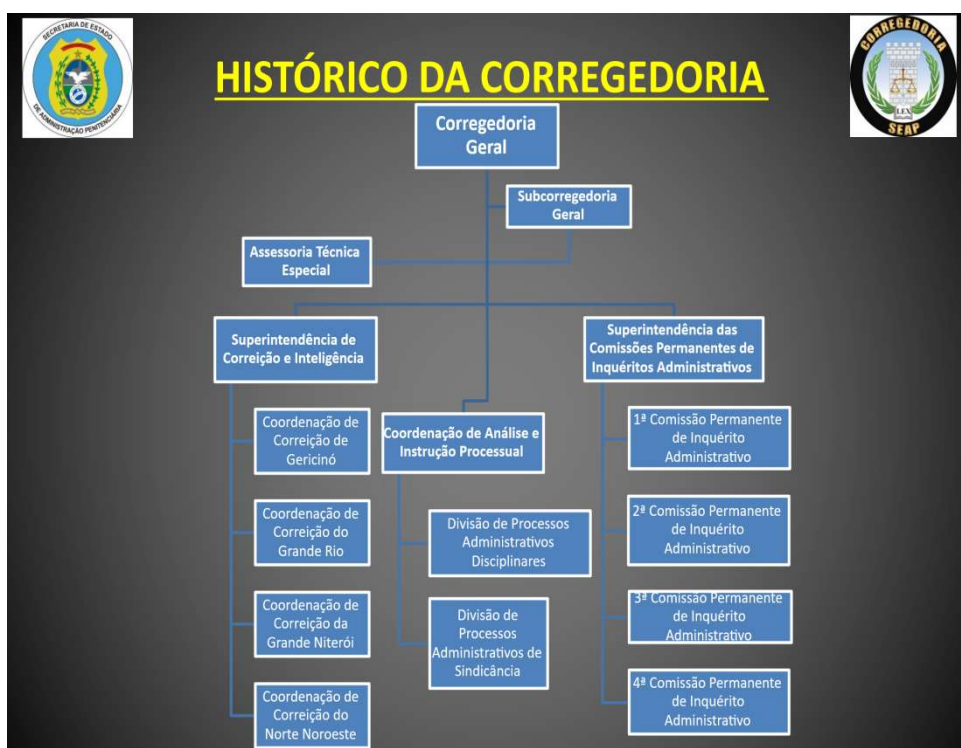 SECRETARIA DE ESTADO
DE ADMINISTRAÇÃO PENITENCIÁRIA
HISTÓRICO DA CORREGEDORIA
CORREGEDORIA
LEX
SEAP
Corregedoria
Geral
Subcorregedoria
Geral
Assessoria Técnica
Especial
Superintendência de
Correição e Inteligência
Coordenação de
Correição de
Gericinó
Coordenação de
Correição do
Grande Rio
Coordenação de
Correição da
Grande Niterói
Coordenação de
Correição do
Norte Noroeste
Coordenação de Análise e
Instrução Processual
Divisão de Processos
Administrativos
Disciplinares
Divisão de
Processos
Administrativos de
Sindicância
Superintendência das
Comissões Permanentes de
Inquéritos Administrativos
1ª Comissão Permanente
de Inquérito
Administrativo
2ª Comissão Permanente
de Inquérito
Administrativo
3ª Comissão Permanente
de Inquérito
Administrativo
4ª Comissão Permanente
de Inquérito
Administrativo